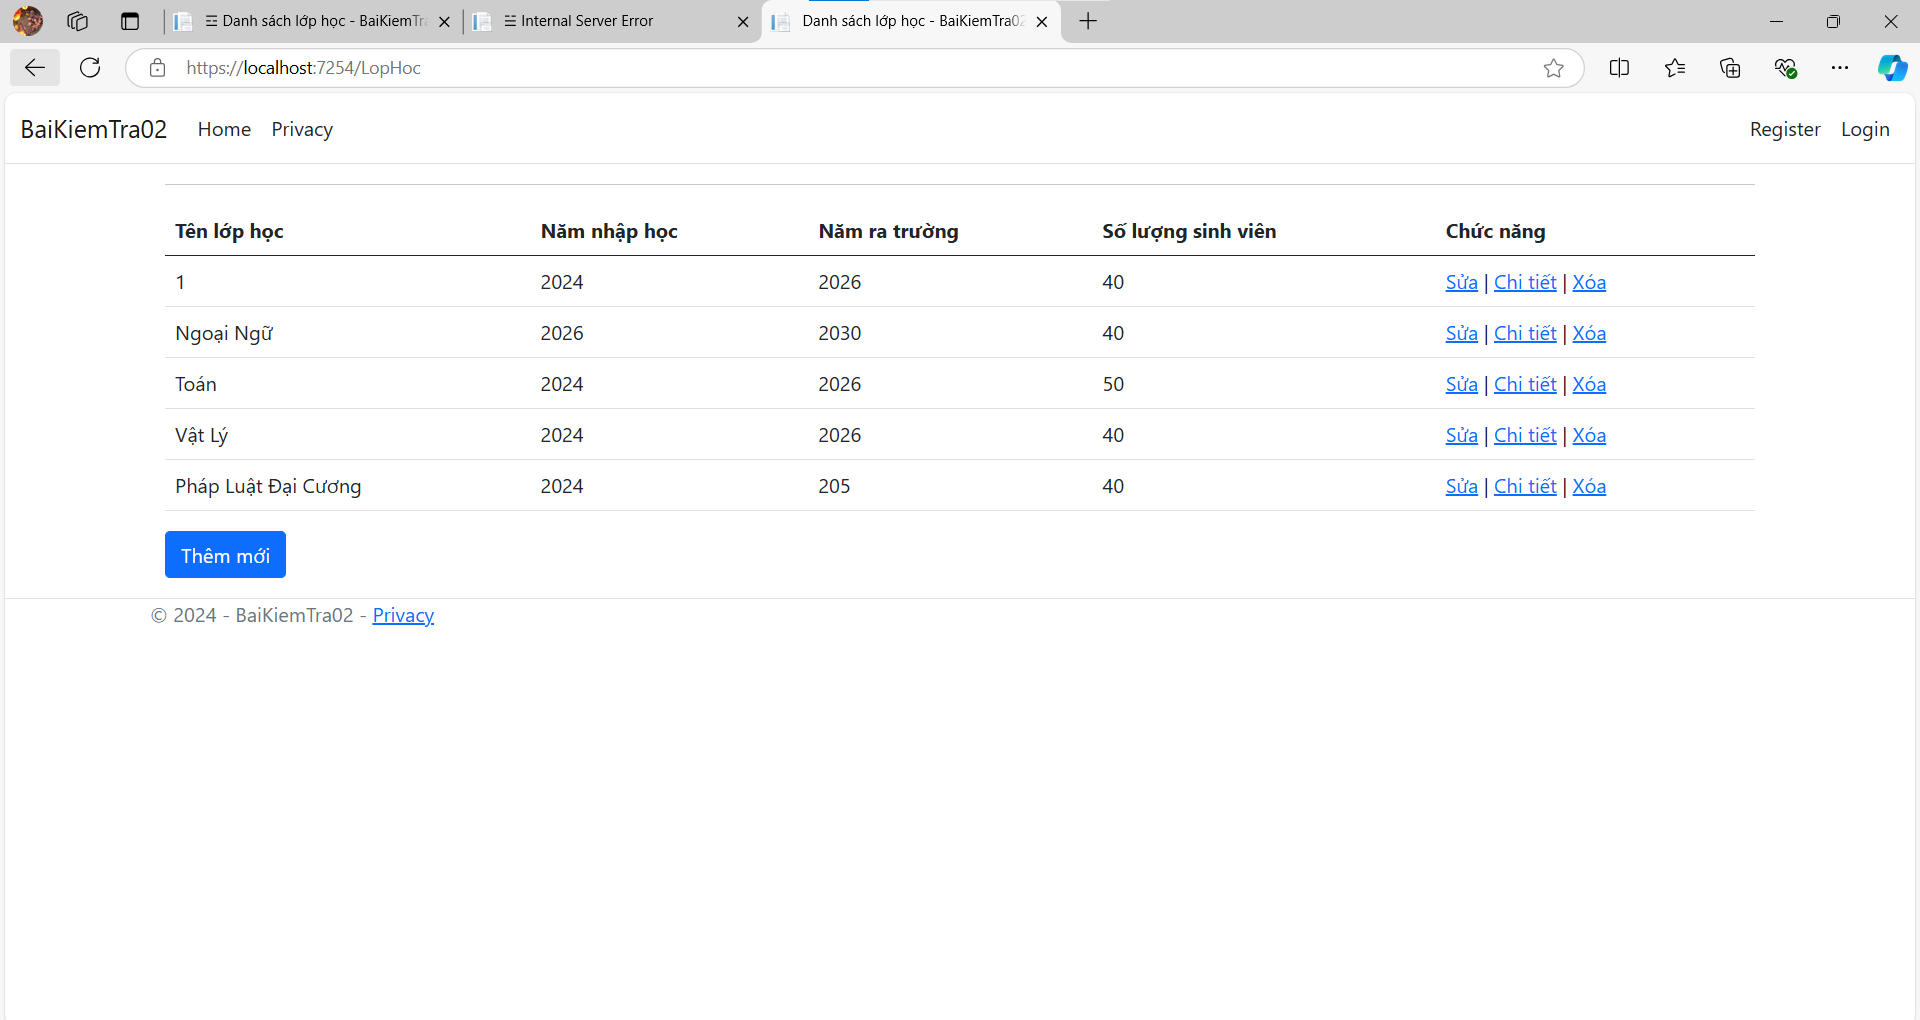 Danh sách lớp học - BaiKiemTra
Internal Server Error
Danh sách lớp học - BaiKiemTra02
https://localhost:7254/LopHoc
BaiKiemTra02 Home Privacy Register Login
Tên lớp học Năm nhập học Năm ra trường Số lượng sinh viên Chức năng
1 2024 2026 40 Sửa | Chi tiết | Xóa
Ngoại Ngữ 2026 2030 40 Sửa | Chi tiết | Xóa
Toán 2024 2026 50 Sửa | Chi tiết | Xóa
Vật Lý 2024 2026 40 Sửa | Chi tiết | Xóa
Pháp Luật Đại Cương 2024 205 40 Sửa | Chi tiết | Xóa
Thêm mới
© 2024 - BaiKiemTra02 - Privacy